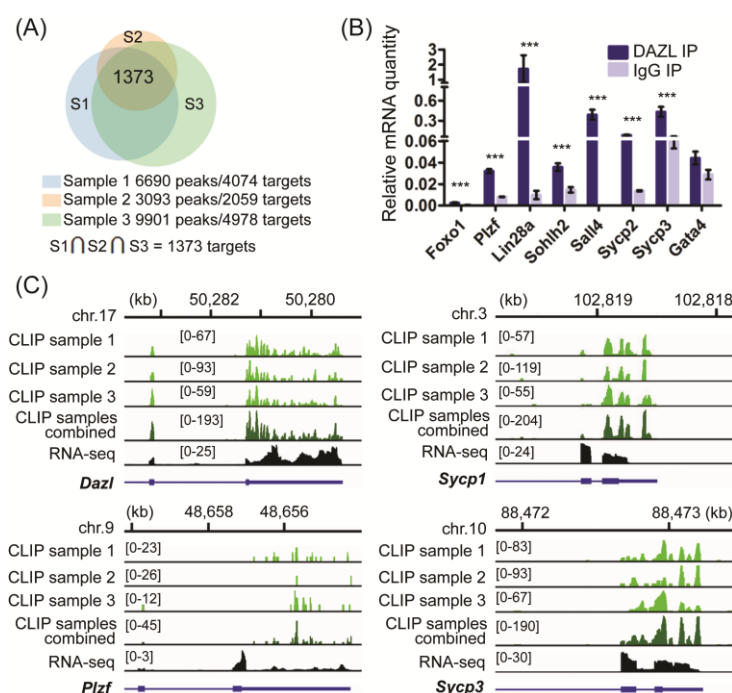 (A)
S2
1373
S1
S3
Sample 1 6690 peaks/4074 targets
Sample 2 3093 peaks/2059 targets
Sample 3 9901 peaks/4978 targets
S1⋂S2⋂S3 = 1373 targets
(B)
Relative mRNA quantity
3
2
1
0.6
0.3
0.06
0.04
0.02
0.00
DAZL IP
IgG IP
***
***
***
***
***
***
***
Foxo1
Plzf
Lin28a
Sohlh2
Sall4
Sycp2
Sycp3
Gata4
(C)
(kb) 50,282 50,280
chr.17
CLIP sample 1 [0-67]
CLIP sample 2 [0-93]
CLIP sample 3 [0-59]
CLIP samples combined [0-193]
RNA-seq [0-25]
Dazl
(kb) 102,819 102,818
chr.3
CLIP sample 1 [0-57]
CLIP sample 2 [0-119]
CLIP sample 3 [0-55]
CLIP samples combined [0-204]
RNA-seq [0-24]
Sycp1
(kb) 48,658 48,656
chr.9
CLIP sample 1 [0-23]
CLIP sample 2 [0-26]
CLIP sample 3 [0-12]
CLIP samples combined [0-45]
RNA-seq [0-3]
Plzf
88,472 88,473 (kb)
chr.10
CLIP sample 1 [0-83]
CLIP sample 2 [0-93]
CLIP sample 3 [0-67]
CLIP samples combined [0-190]
RNA-seq [0-30]
Sycp3